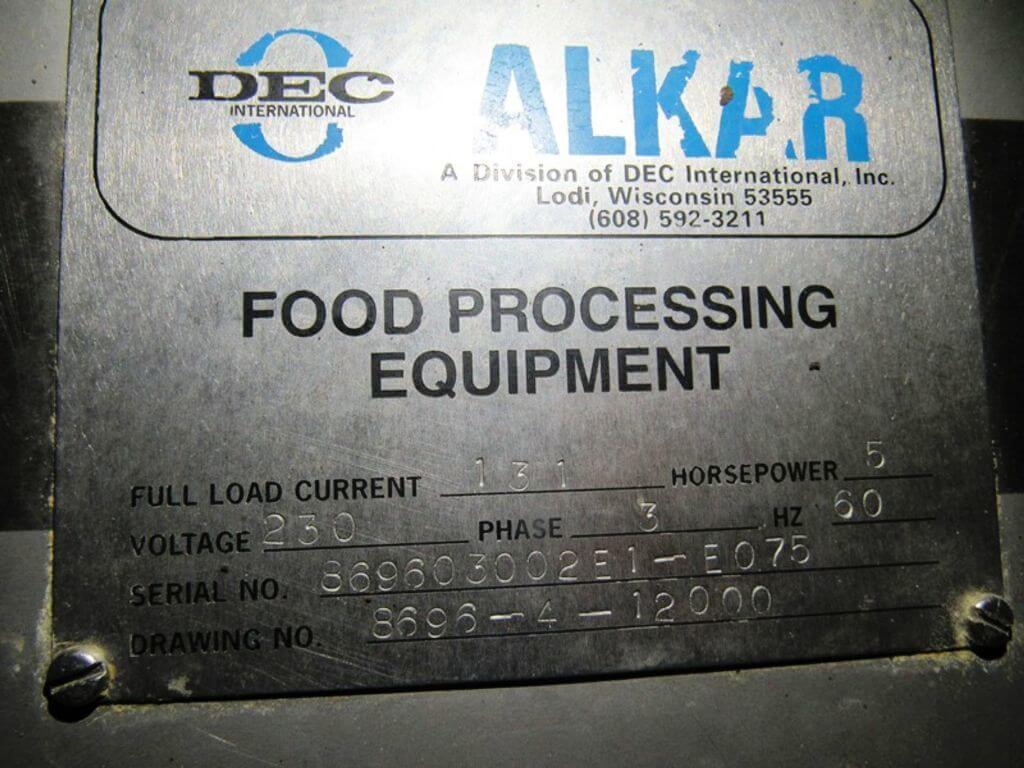 DEC
INTERNATIONAL
ALKAR
A Division of DEC International, Inc.
Lodi, Wisconsin 53555
(608) 592-3211
FOOD PROCESSING
EQUIPMENT
FULL LOAD CURRENT 131 HORSEPOWER 5
VOLTAGE 230 PHASE 3 HZ 60
SERIAL NO. 869603002E1-E075
DRAWING NO. 8696-4-12000